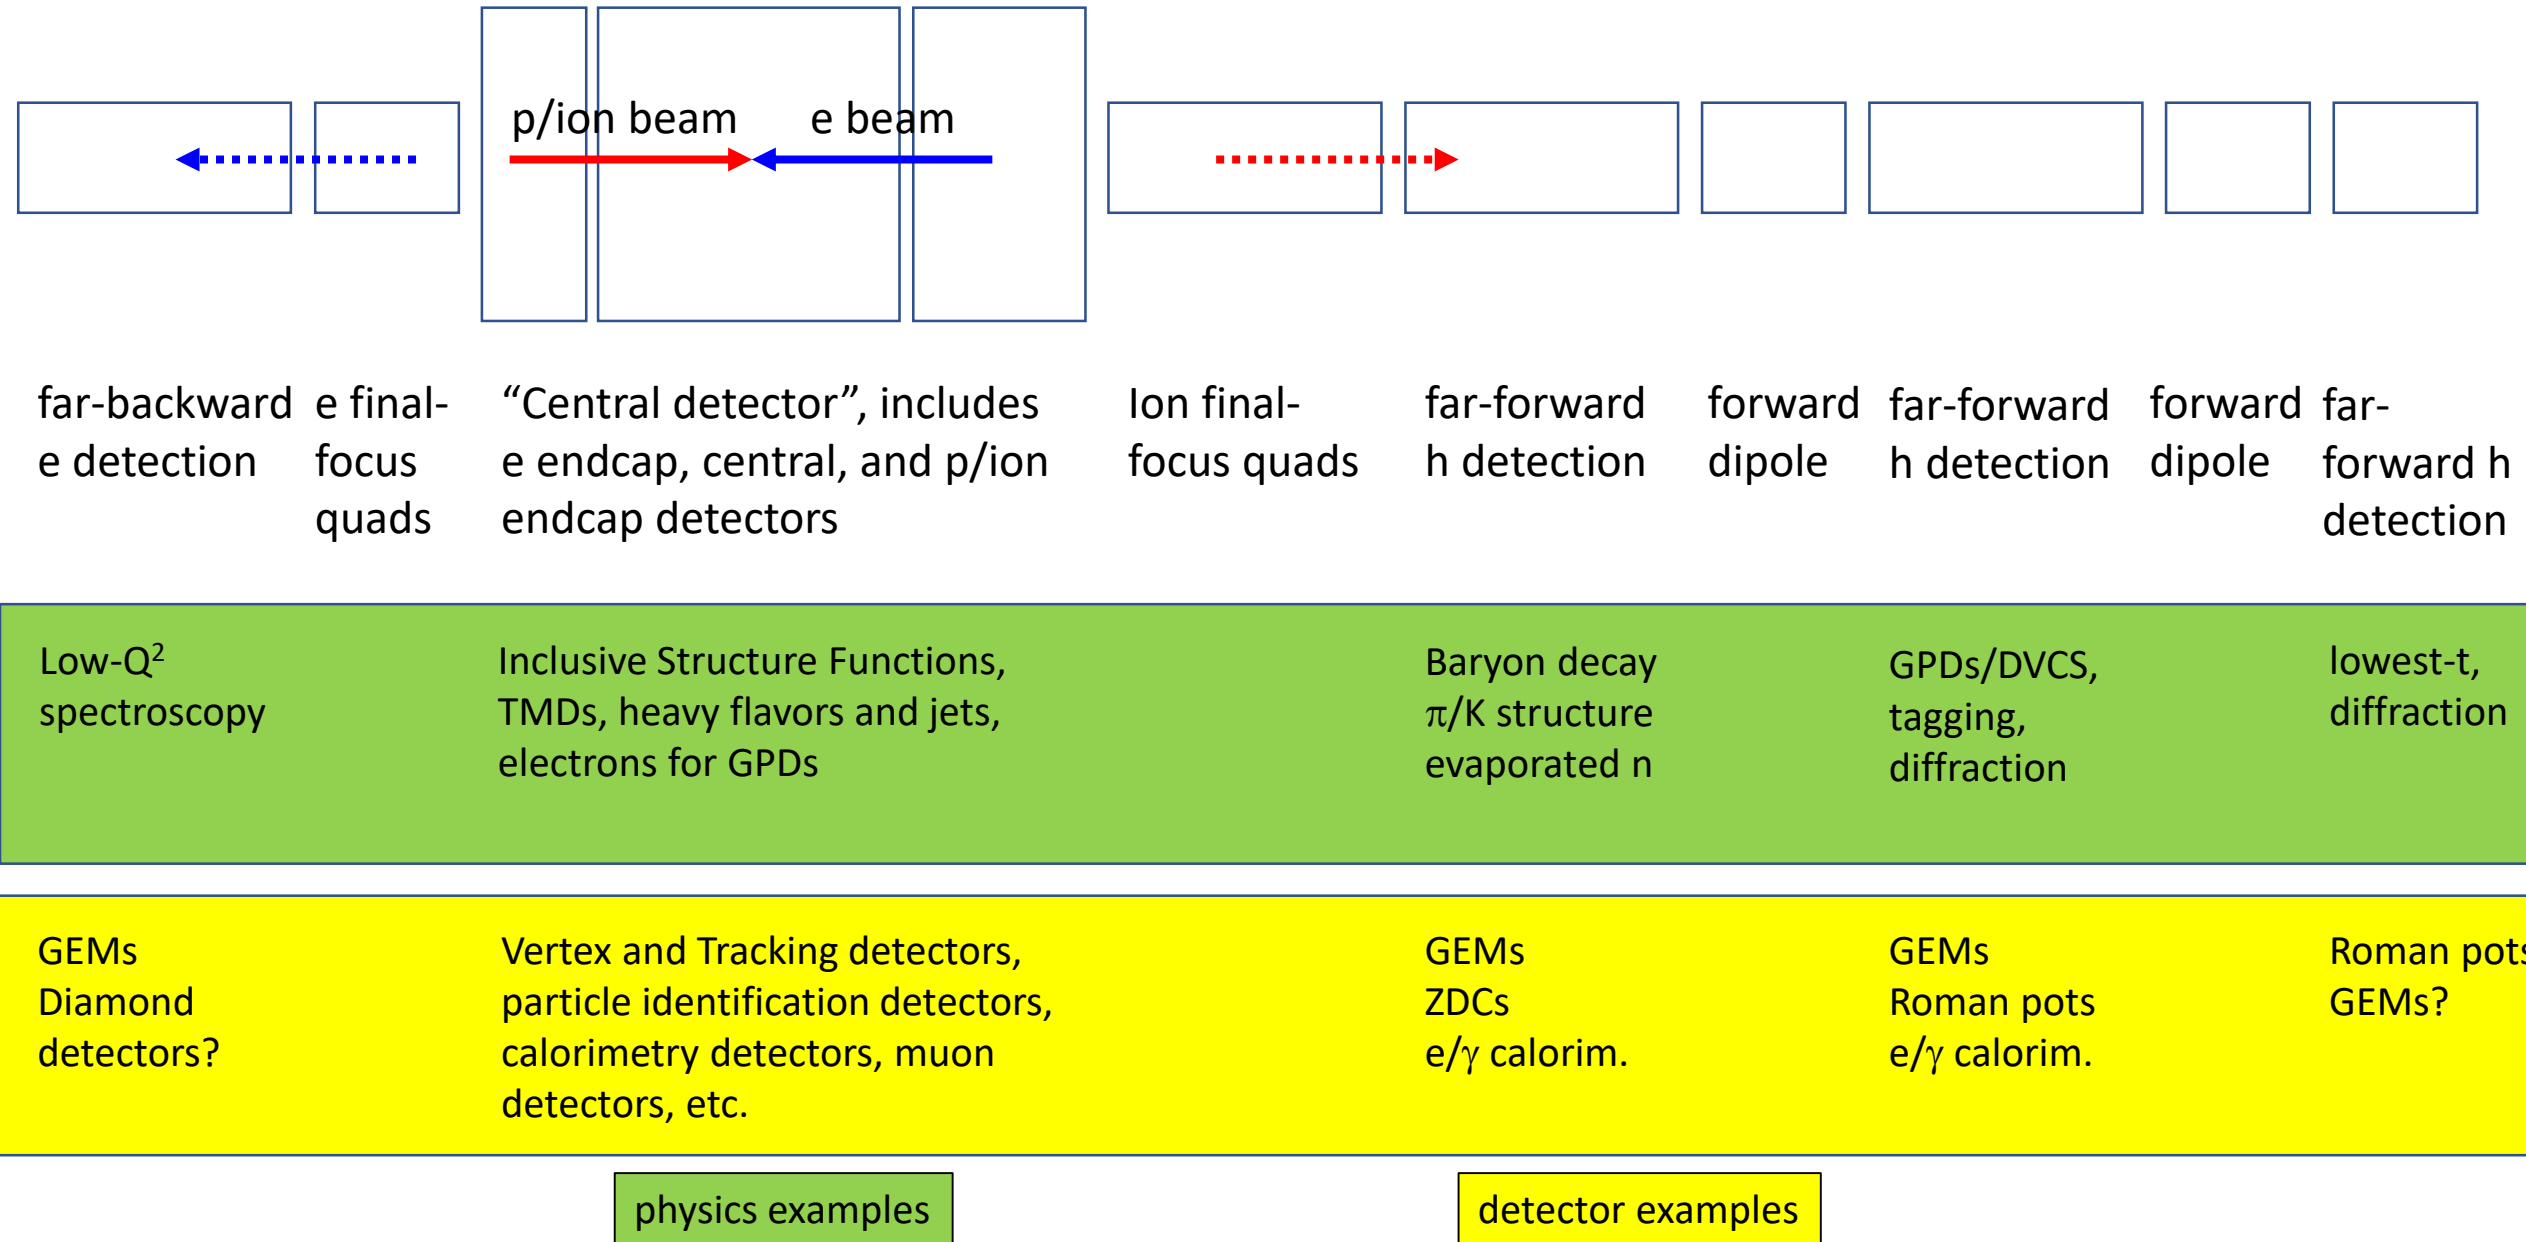 p/ion beam
e beam
far-backward
e detection
e final-
focus
quads
“Central detector”, includes
e endcap, central, and p/ion
endcap detectors
Ion final-
focus quads
far-forward
h detection
forward
dipole
far-forward
h detection
forward
dipole
far-
forward h
detection
Low-Q²
spectroscopy
Inclusive Structure Functions,
TMDs, heavy flavors and jets,
electrons for GPDs
Baryon decay
π/K structure
evaporated n
GPDs/DVCS,
tagging,
diffraction
lowest-t,
diffraction
GEMs
Diamond
detectors?
Vertex and Tracking detectors,
particle identification detectors,
calorimetry detectors, muon
detectors, etc.
GEMs
ZDCs
e/γ calorim.
GEMs
Roman pots
e/γ calorim.
Roman pots
GEMs?
physics examples
detector examples